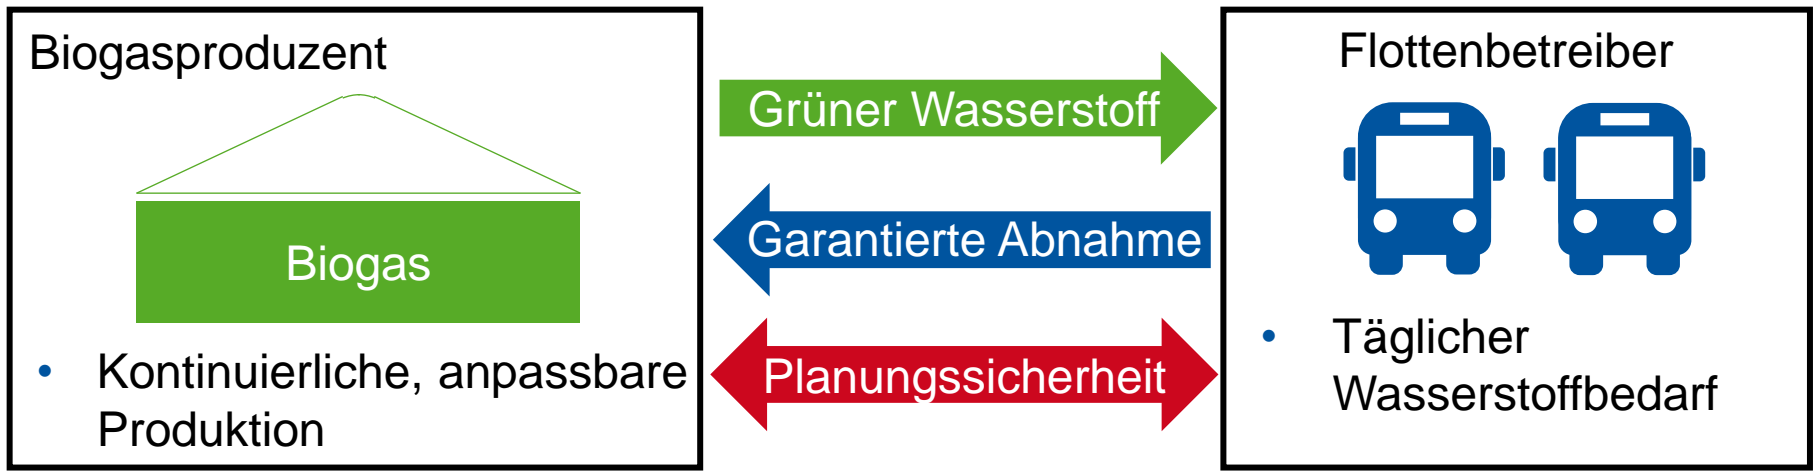 Biogasproduzent
Biogas
• Kontinuierliche, anpassbare
Produktion
Grüner Wasserstoff
Garantierte Abnahme
Planungssicherheit
Flottenbetreiber
• Täglicher
Wasserstoffbedarf